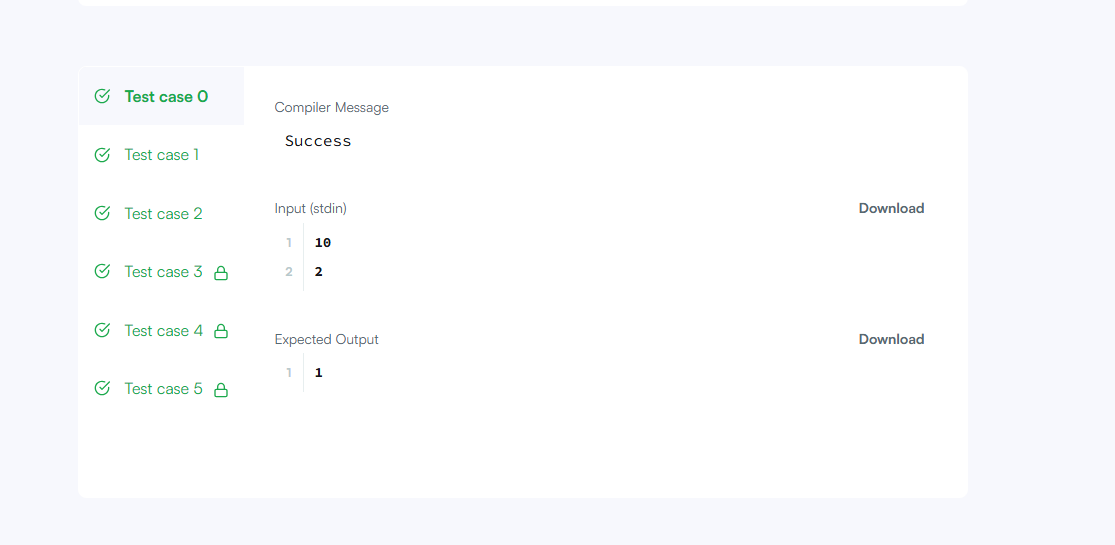 Test case 0
Test case 1
Test case 2
Test case 3
Test case 4
Test case 5
Compiler Message
Success
Input (stdin)
Download
1 10
2 2
Expected Output
Download
1 1